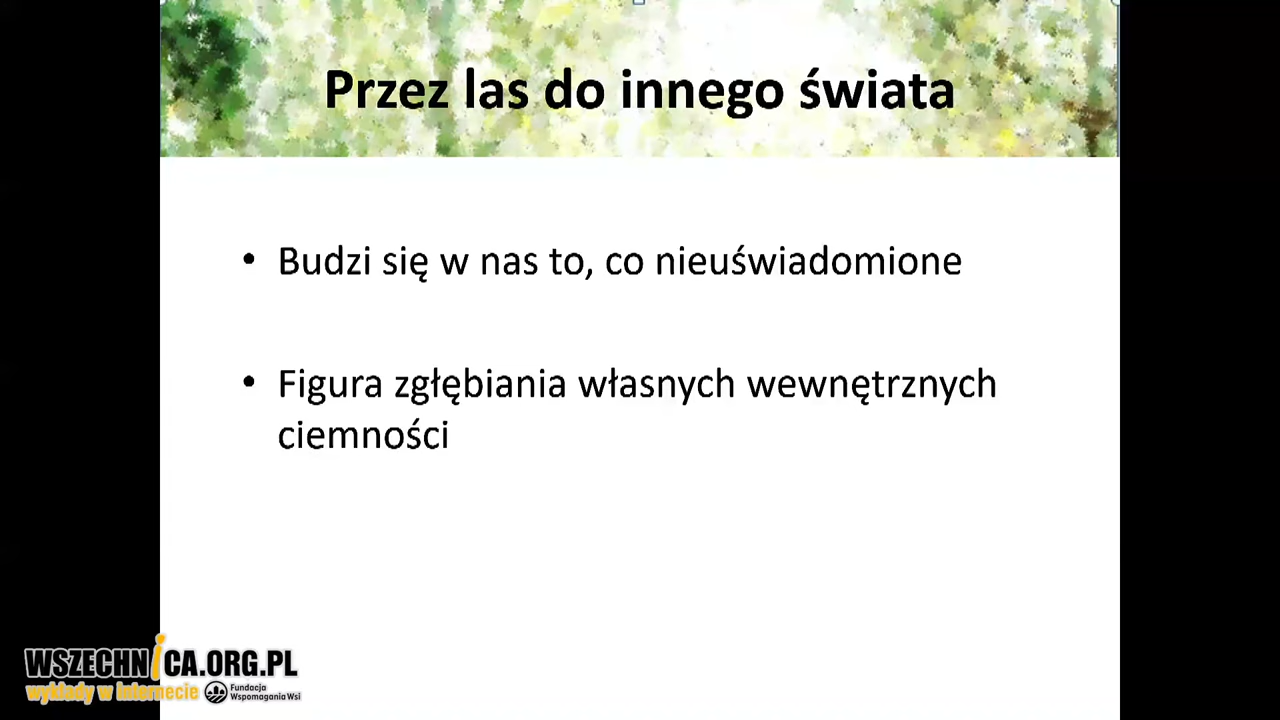 Przez las do innego świata
• Budzi się w nas to, co nieuświadomione
• Figura zgłębiania własnych wewnętrznych
ciemności
WSZECHNiCA.ORG.PL
wykłady w internecie
Fundacja
Wspomagania Wsi